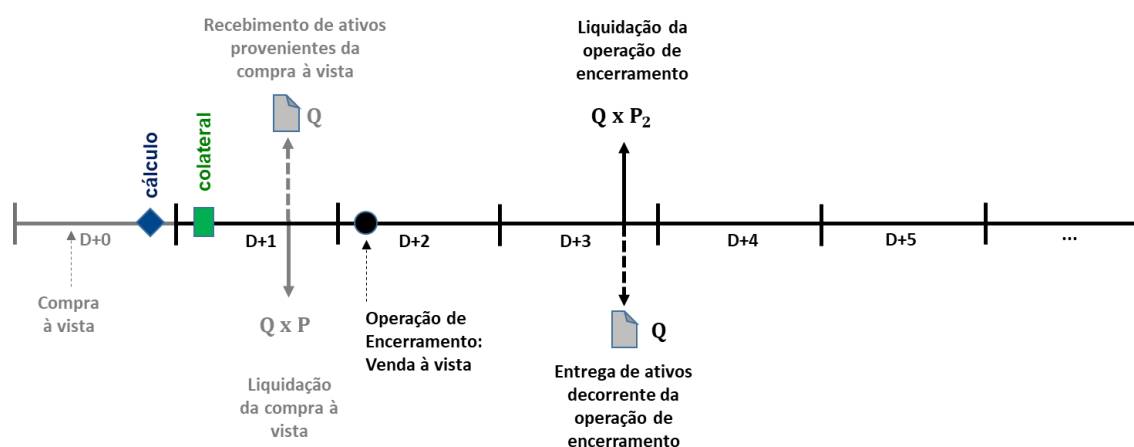 Recebimento de ativos
provenientes da
compra à vista
Q
Liquidação da
operação de
encerramento
Q x P₂
cálculo
colateral
D+0
D+1
D+2
D+3
D+4
D+5
...
Compra
à vista
Q x P
Liquidação
da compra à
vista
Operação de
Encerramento:
Venda à vista
Q
Entrega de ativos
decorrente da
operação de
encerramento